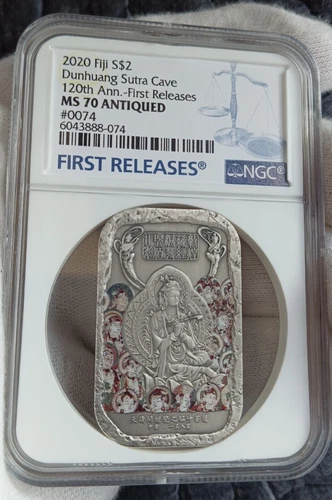 2020 Fiji S$2
Dunhuang Sutra Cave
120th Ann.-First Releases
MS 70 ANTIQUED
#0074
6043888-074
FIRST RELEASES®
NGC